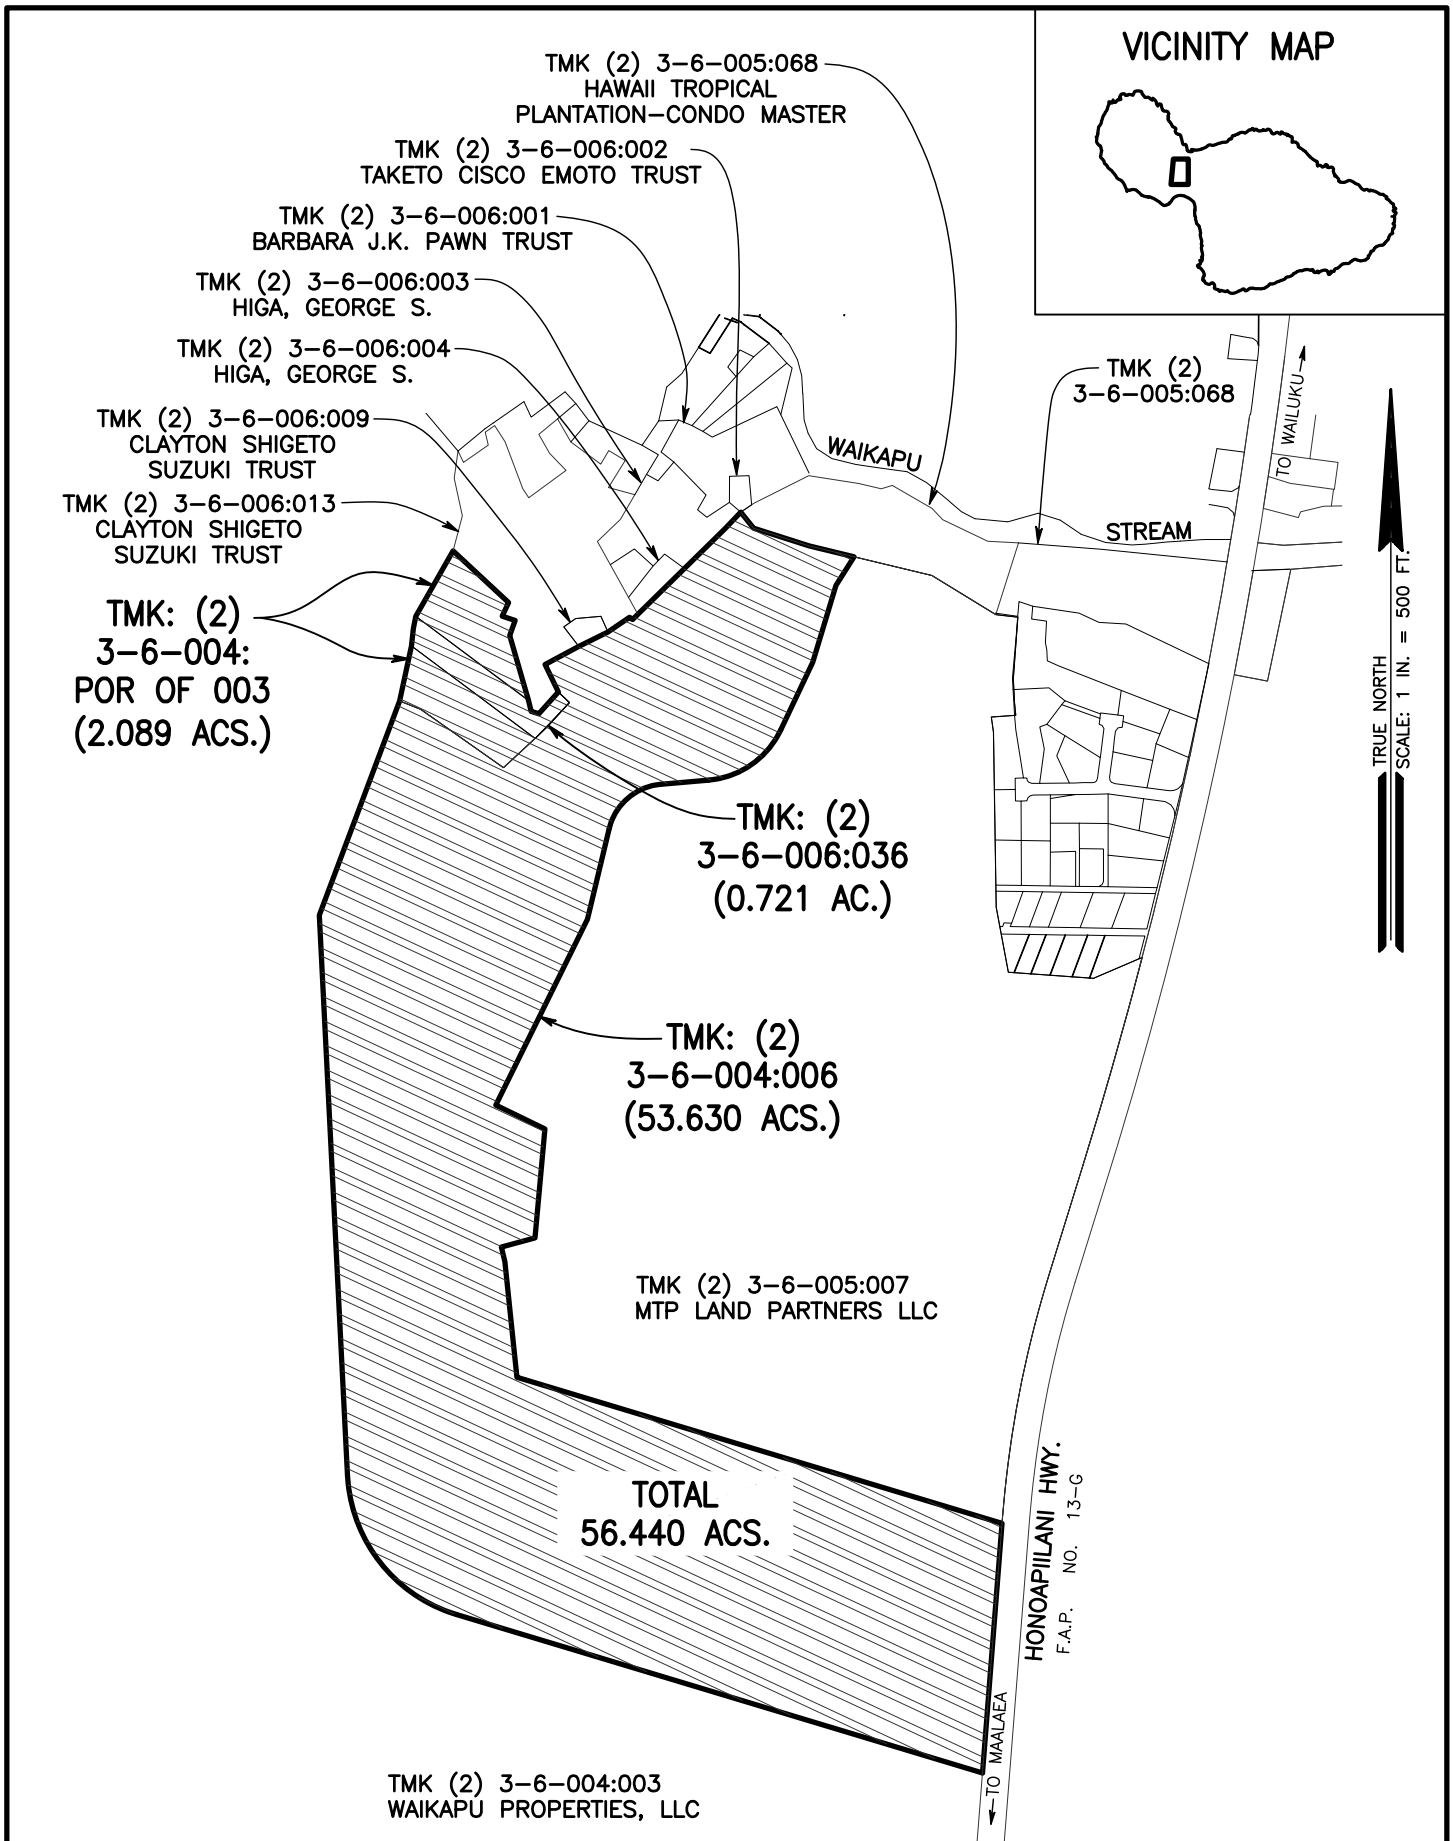 VICINITY MAP
TMK (2) 3-6-005:068
HAWAII TROPICAL
PLANTATION-CONDO MASTER
TMK (2) 3-6-006:002
TAKETO CISCO EMOTO TRUST
TMK (2) 3-6-006:001
BARBARA J.K. PAWN TRUST
TMK (2) 3-6-006:003
HIGA, GEORGE S.
TMK (2) 3-6-006:004
HIGA, GEORGE S.
TMK (2) 3-6-006:009
CLAYTON SHIGETO
SUZUKI TRUST
TMK (2) 3-6-006:013
CLAYTON SHIGETO
SUZUKI TRUST
TMK: (2)
3-6-004:
POR OF 003
(2.089 ACS.)
TMK (2)
3-6-005:068
TO WAILUKU
WAIKAPU
STREAM
TRUE NORTH
SCALE: 1 IN. = 500 FT.
TMK: (2)
3-6-006:036
(0.721 AC.)
TMK: (2)
3-6-004:006
(53.630 ACS.)
TMK (2) 3-6-005:007
MTP LAND PARTNERS LLC
TOTAL
56.440 ACS.
HONOAPIILANI HWY.
F.A.P. NO. 13-G
TO MAALAEA
TMK (2) 3-6-004:003
WAIKAPU PROPERTIES, LLC